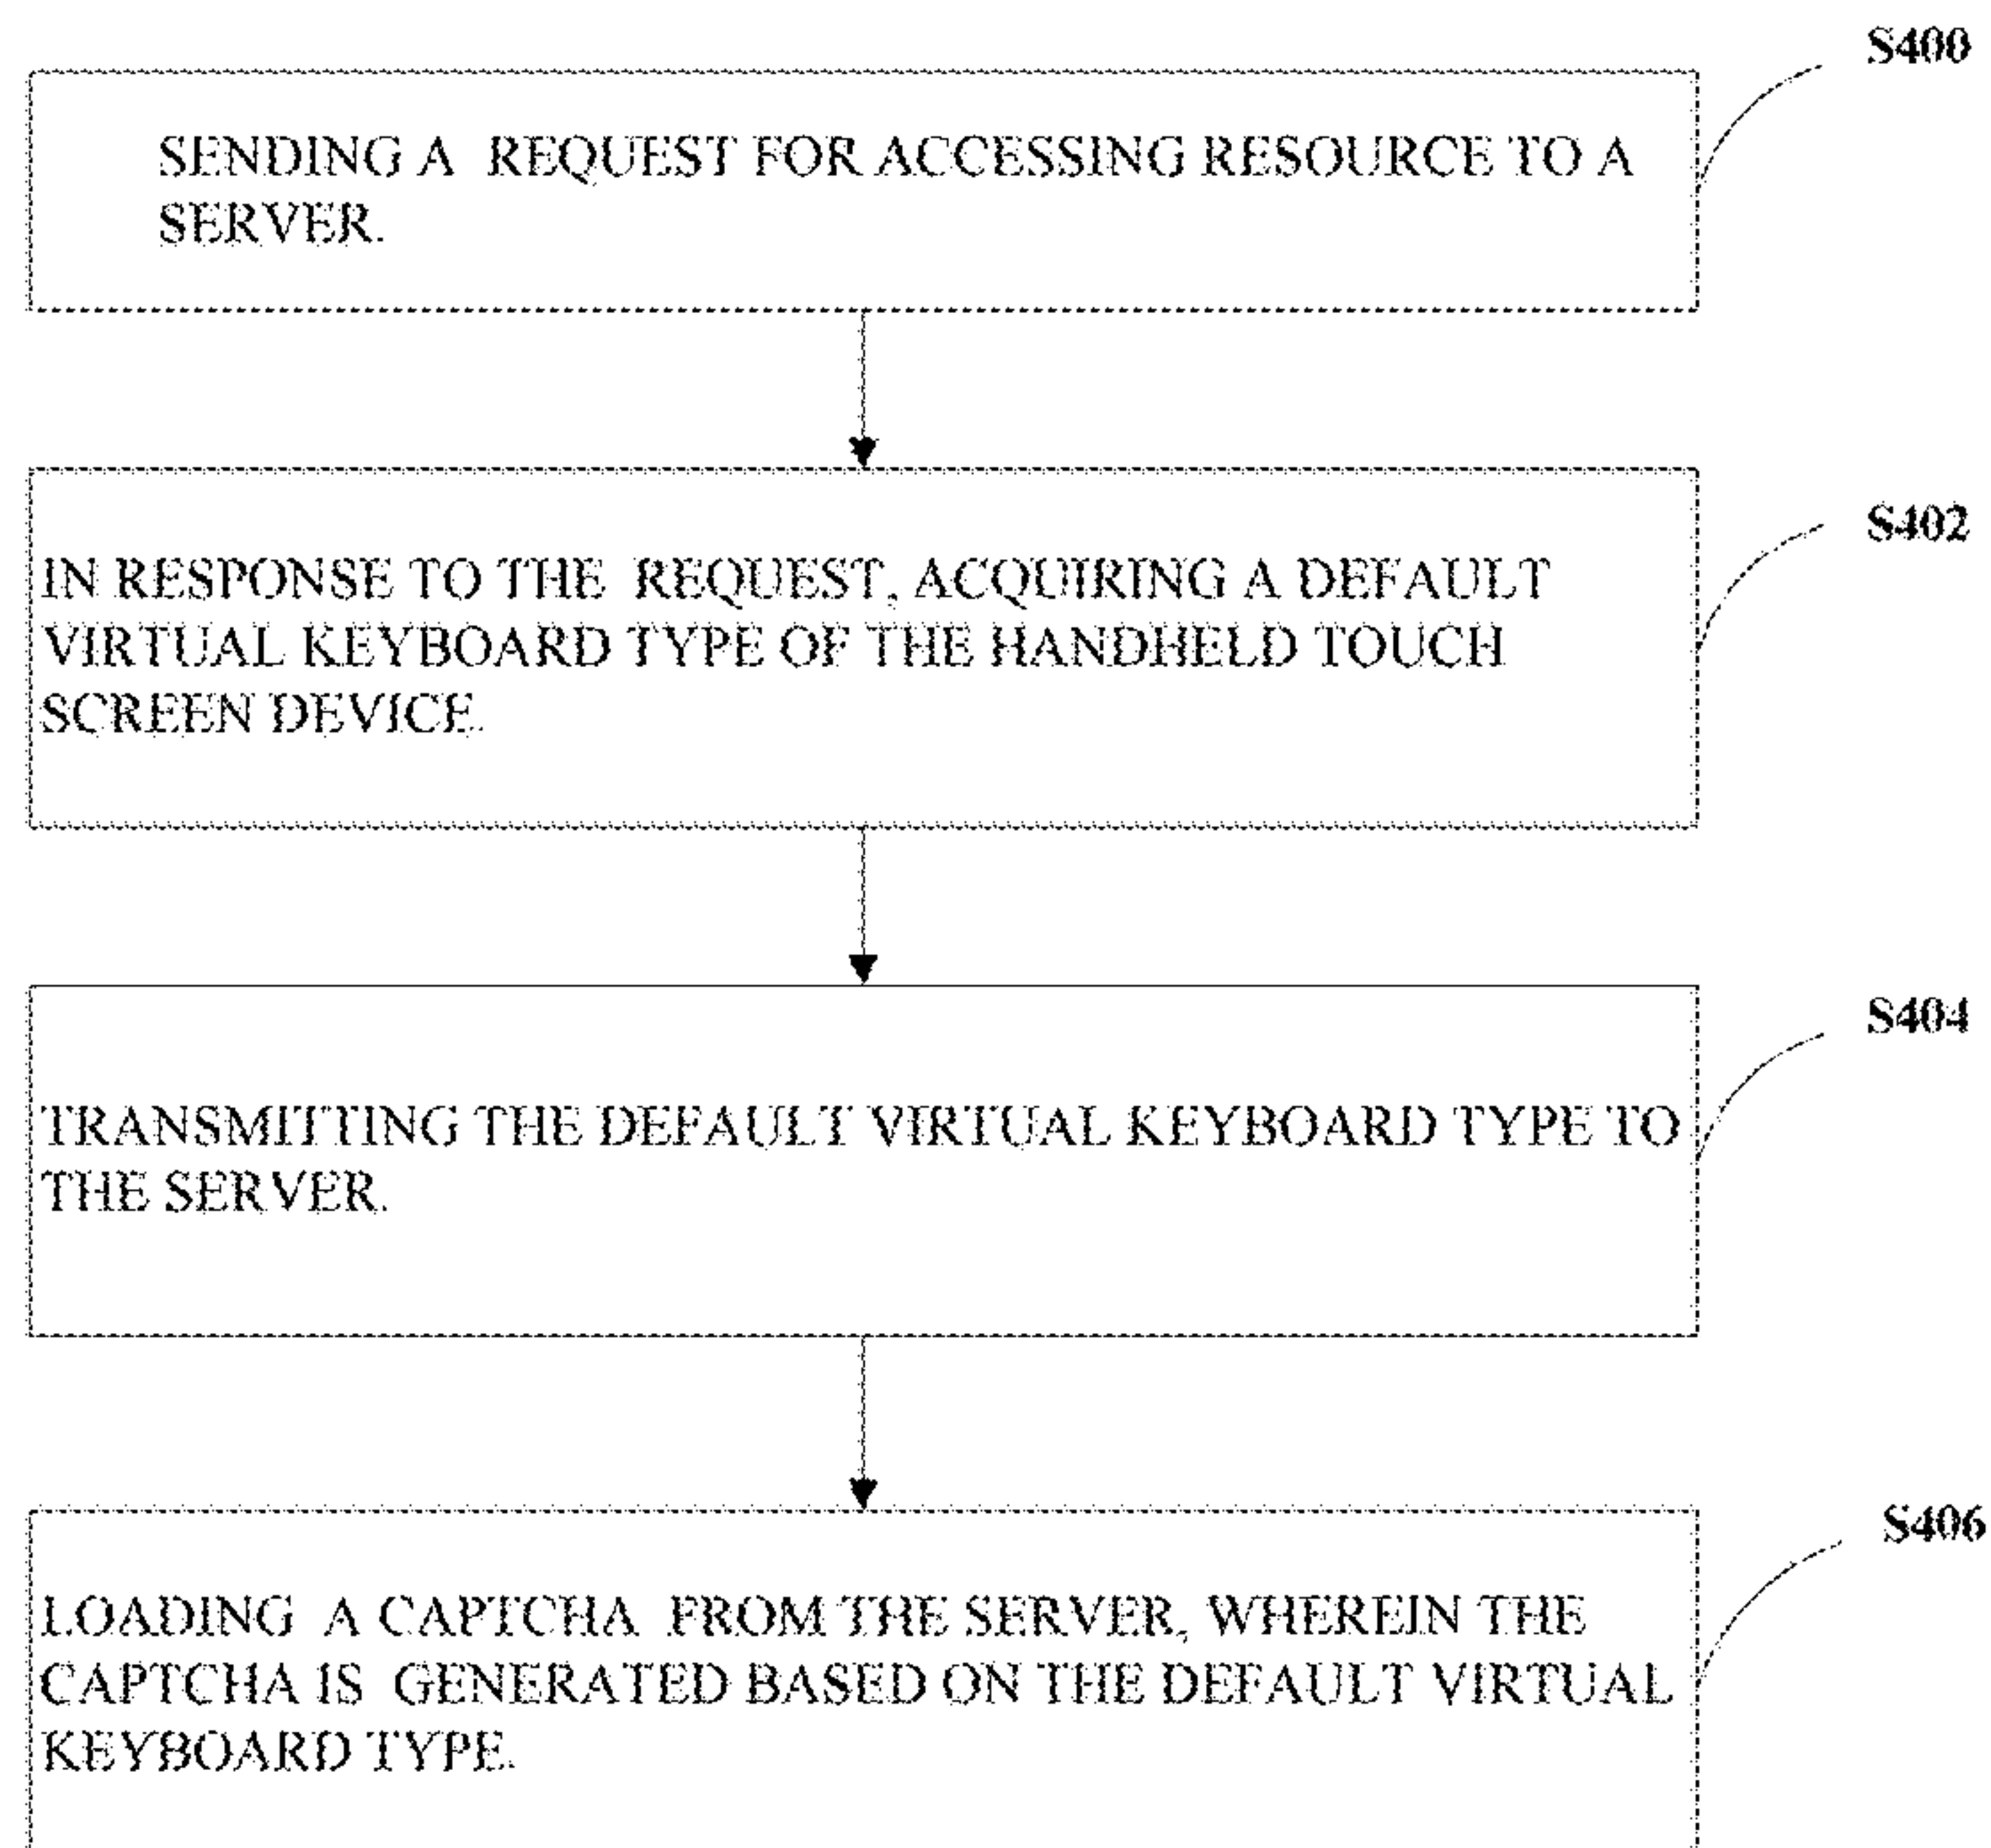 S400
SENDING A REQUEST FOR ACCESSING RESOURCE TO A
SERVER.
S402
IN RESPONSE TO THE REQUEST, ACQUIRING A DEFAULT
VIRTUAL KEYBOARD TYPE OF THE HANDHELD TOUCH
SCREEN DEVICE.
S404
TRANSMITTING THE DEFAULT VIRTUAL KEYBOARD TYPE TO
THE SERVER.
S406
LOADING A CAPTCHA FROM THE SERVER, WHEREIN THE
CAPTCHA IS GENERATED BASED ON THE DEFAULT VIRTUAL
KEYBOARD TYPE.